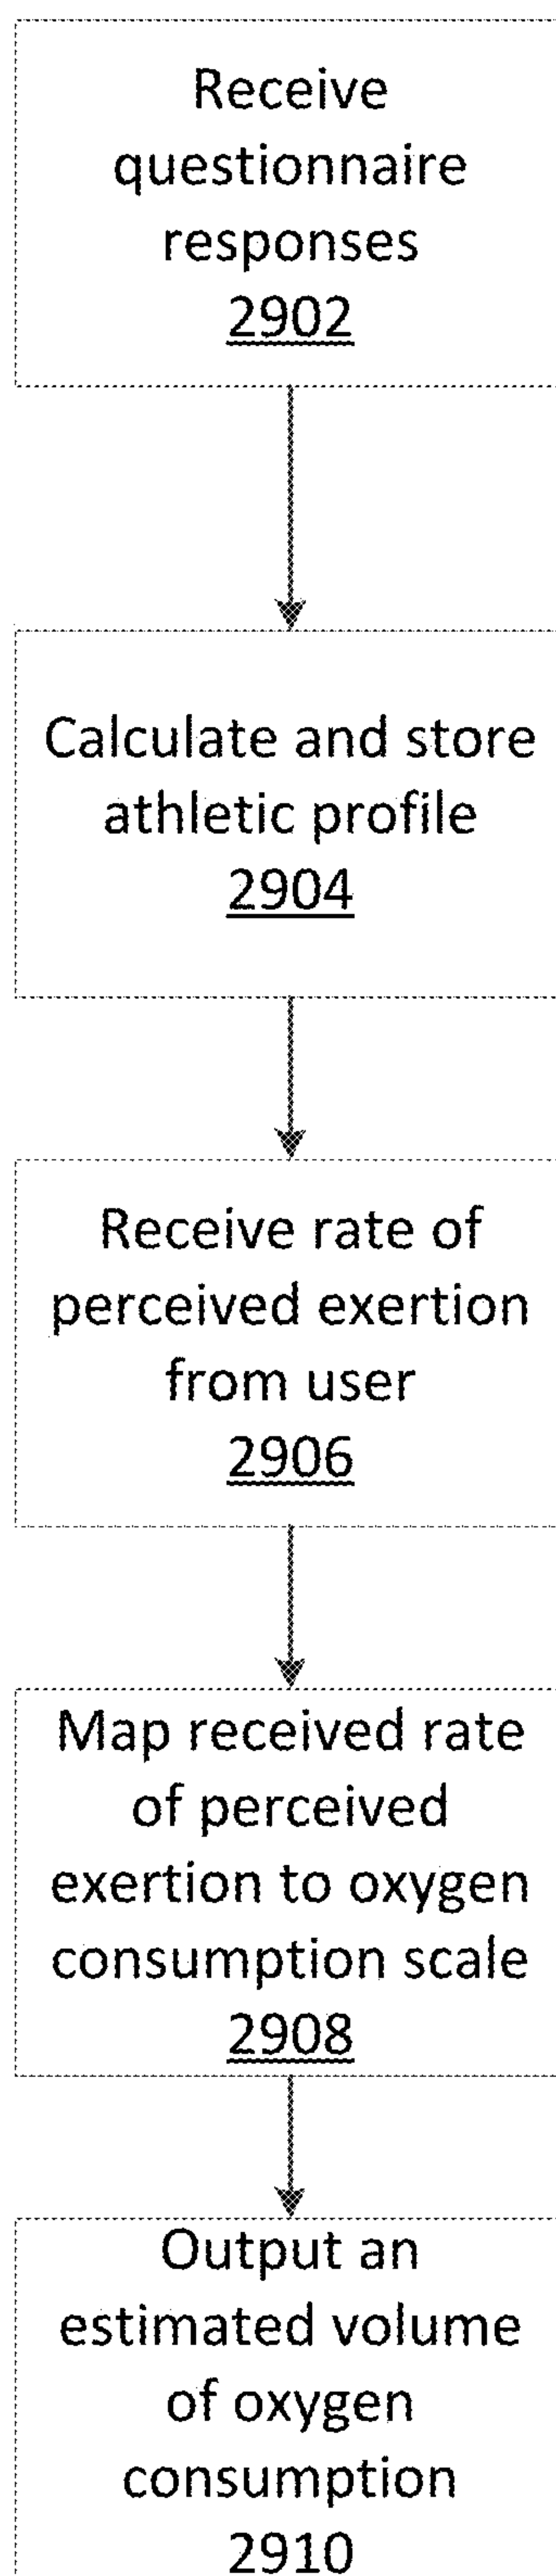 Receive
questionnaire
responses
2902
Calculate and store
athletic profile
2904
Receive rate of
perceived exertion
from user
2906
Map received rate
of perceived
exertion to oxygen
consumption scale
2908
Output an
estimated volume
of oxygen
consumption
2910